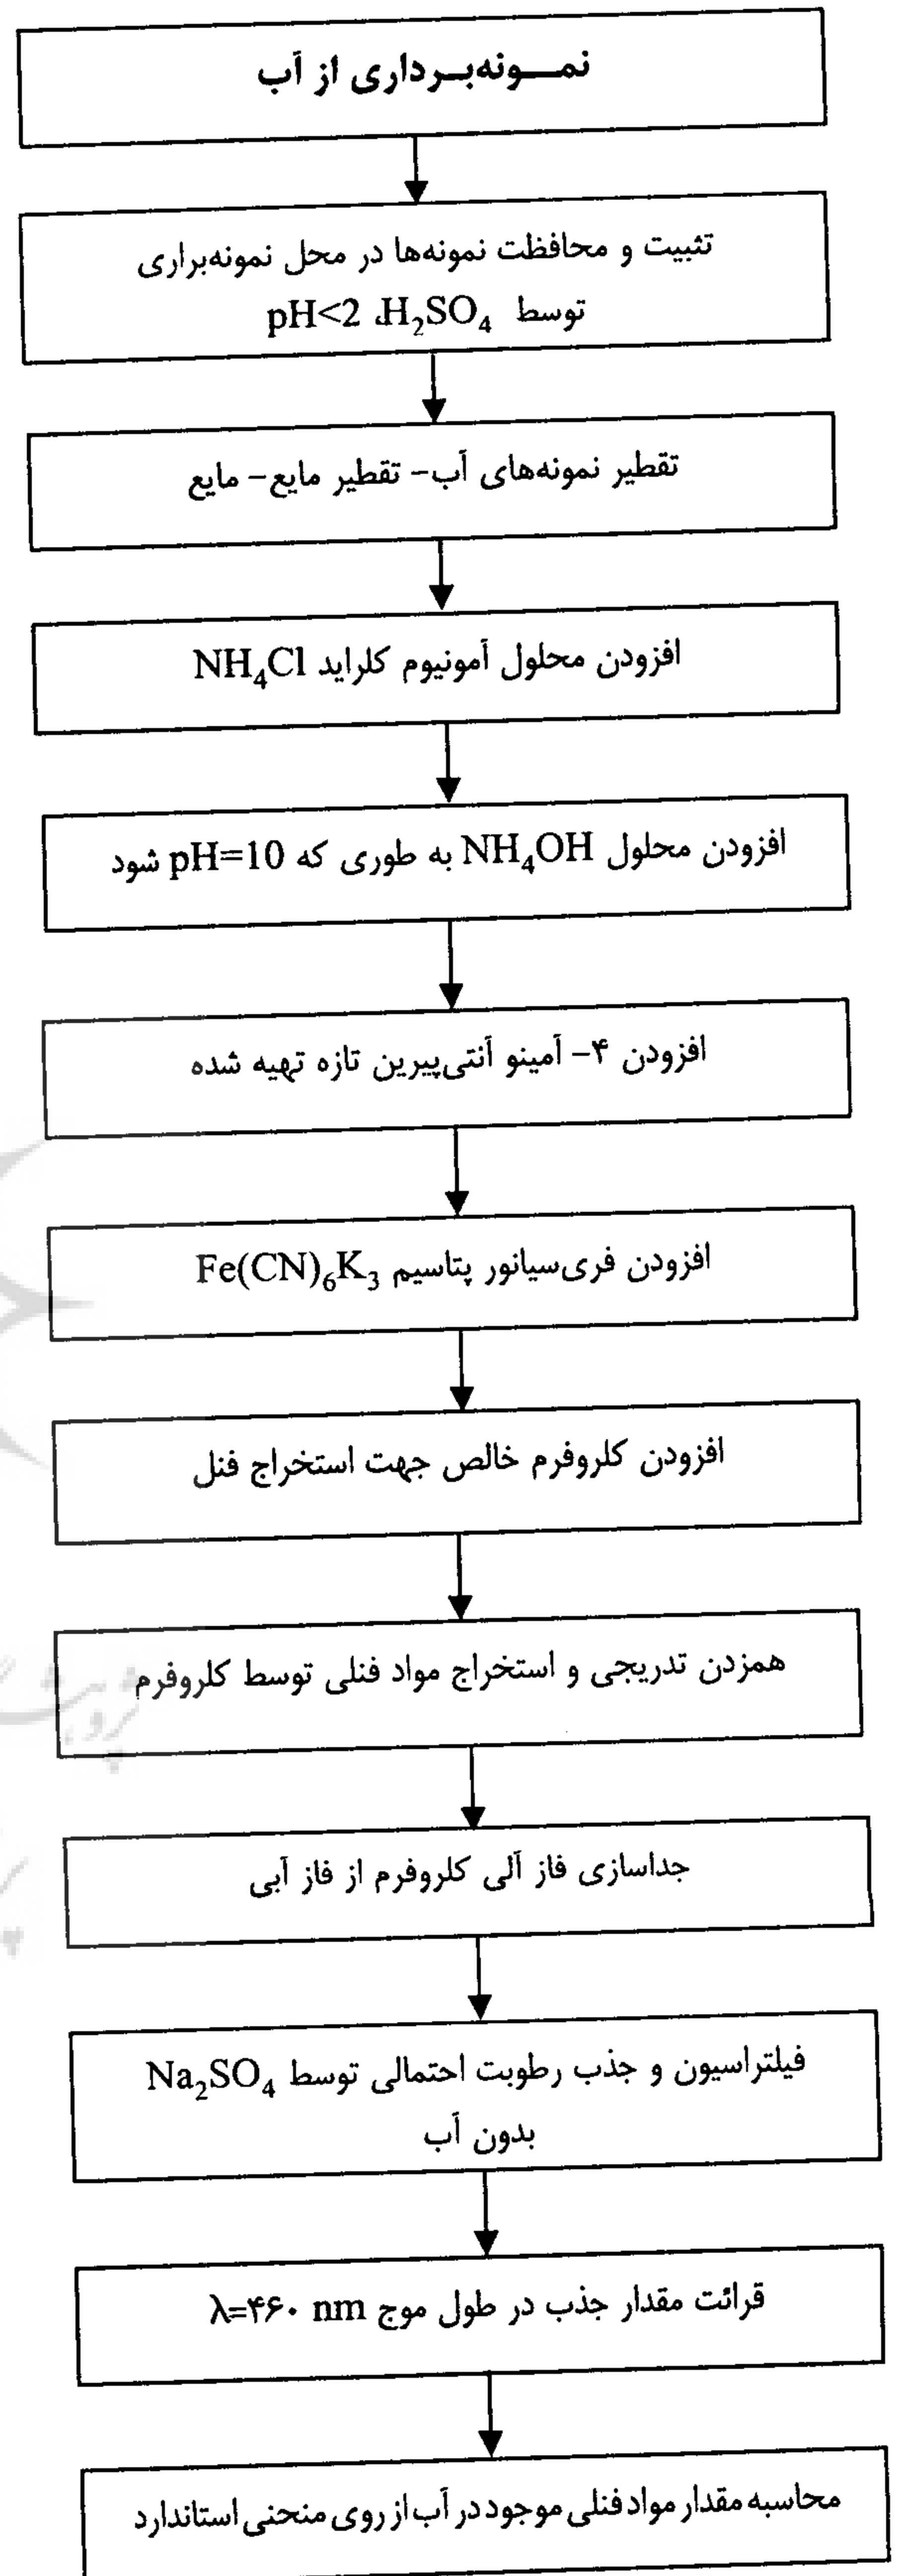 نمـــونه‌بـرداری از آب
تثبیت و محافظت نمونه‌ها در محل نمونه‌براری
توسط H₂SO₄، pH<2
تقطیر نمونه‌های آب- تقطیر مایع- مایع
افزودن محلول آمونیوم کلراید NH₄Cl
افزودن محلول NH₄OH به طوری که pH=10 شود
افزودن ۴- آمینو آنتی‌پیرین تازه تهیه شده
افزودن فری‌سیانور پتاسیم Fe(CN)₆K₃
افزودن کلروفرم خالص جهت استخراج فنل
همزدن تدریجی و استخراج مواد فنلی توسط کلروفرم
جداسازی فاز آلی کلروفرم از فاز آبی
فیلتراسیون و جذب رطوبت احتمالی توسط Na₂SO₄
بدون آب
قرائت مقدار جذب در طول موج λ=۴۶۰ nm
محاسبه مقدار مواد فنلی موجود در آب از روی منحنی استاندارد